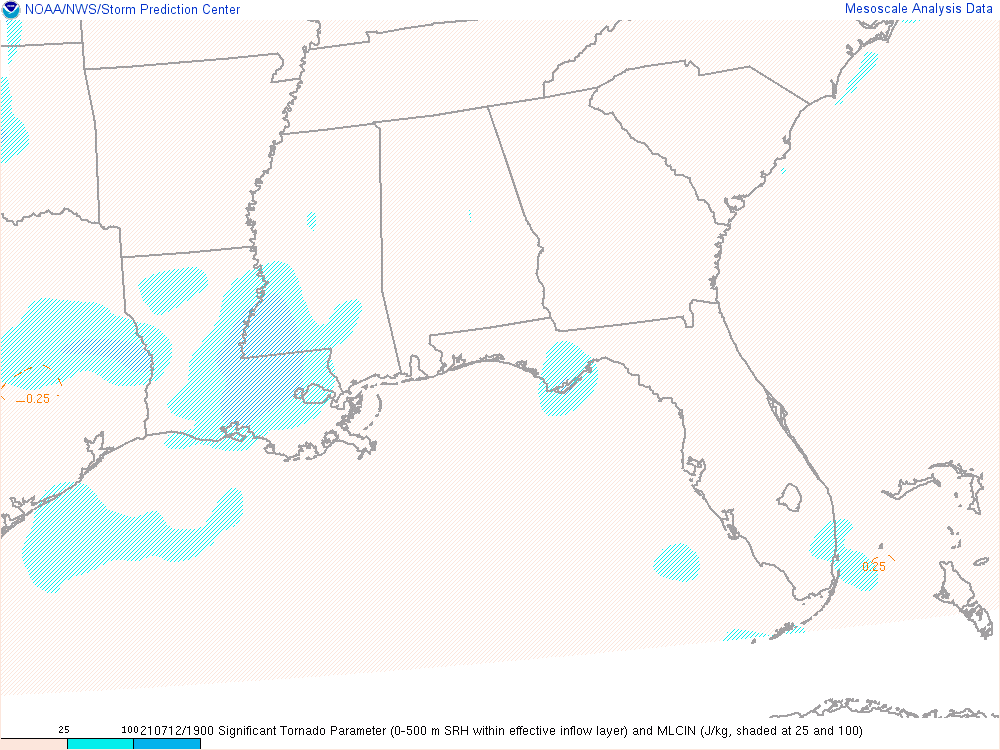 NOAA/NWS/Storm Prediction Center
Mesoscale Analysis Data
0.25
0.25
25 100
210712/1900 Significant Tornado Parameter (0-500 m SRH within effective inflow layer) and MLCIN (J/kg, shaded at 25 and 100)